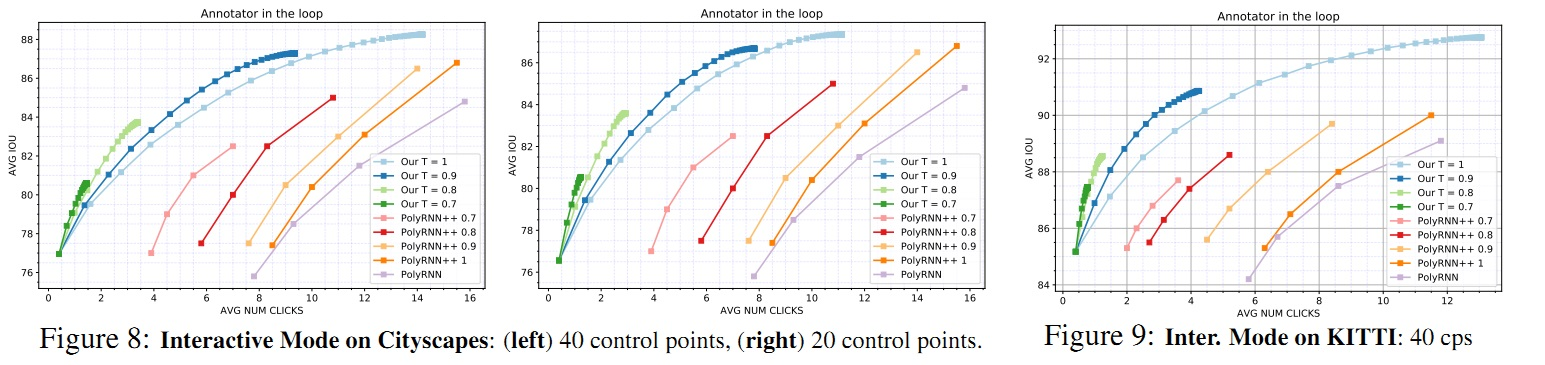 Annotator in the loop
AVG IOU
88
86
84
82
80
78
76
0 2 4 6 8 10 12 14 16
AVG NUM CLICKS
Our T = 1
Our T = 0.9
Our T = 0.8
Our T = 0.7
PolyRNN++ 0.7
PolyRNN++ 0.8
PolyRNN++ 0.9
PolyRNN++ 1
PolyRNN
Annotator in the loop
AVG IOU
86
84
82
80
78
76
0 2 4 6 8 10 12 14 16
AVG NUM CLICKS
Our T = 1
Our T = 0.9
Our T = 0.8
Our T = 0.7
PolyRNN++ 0.7
PolyRNN++ 0.8
PolyRNN++ 0.9
PolyRNN++ 1
PolyRNN
Figure 8: Interactive Mode on Cityscapes: (left) 40 control points, (right) 20 control points.
Annotator in the loop
AVG IOU
92
90
88
86
84
0 2 4 6 8 10 12
AVG NUM CLICKS
Our T = 1
Our T = 0.9
Our T = 0.8
Our T = 0.7
PolyRNN++ 0.7
PolyRNN++ 0.8
PolyRNN++ 0.9
PolyRNN++ 1
PolyRNN
Figure 9: Inter. Mode on KITTI: 40 cps